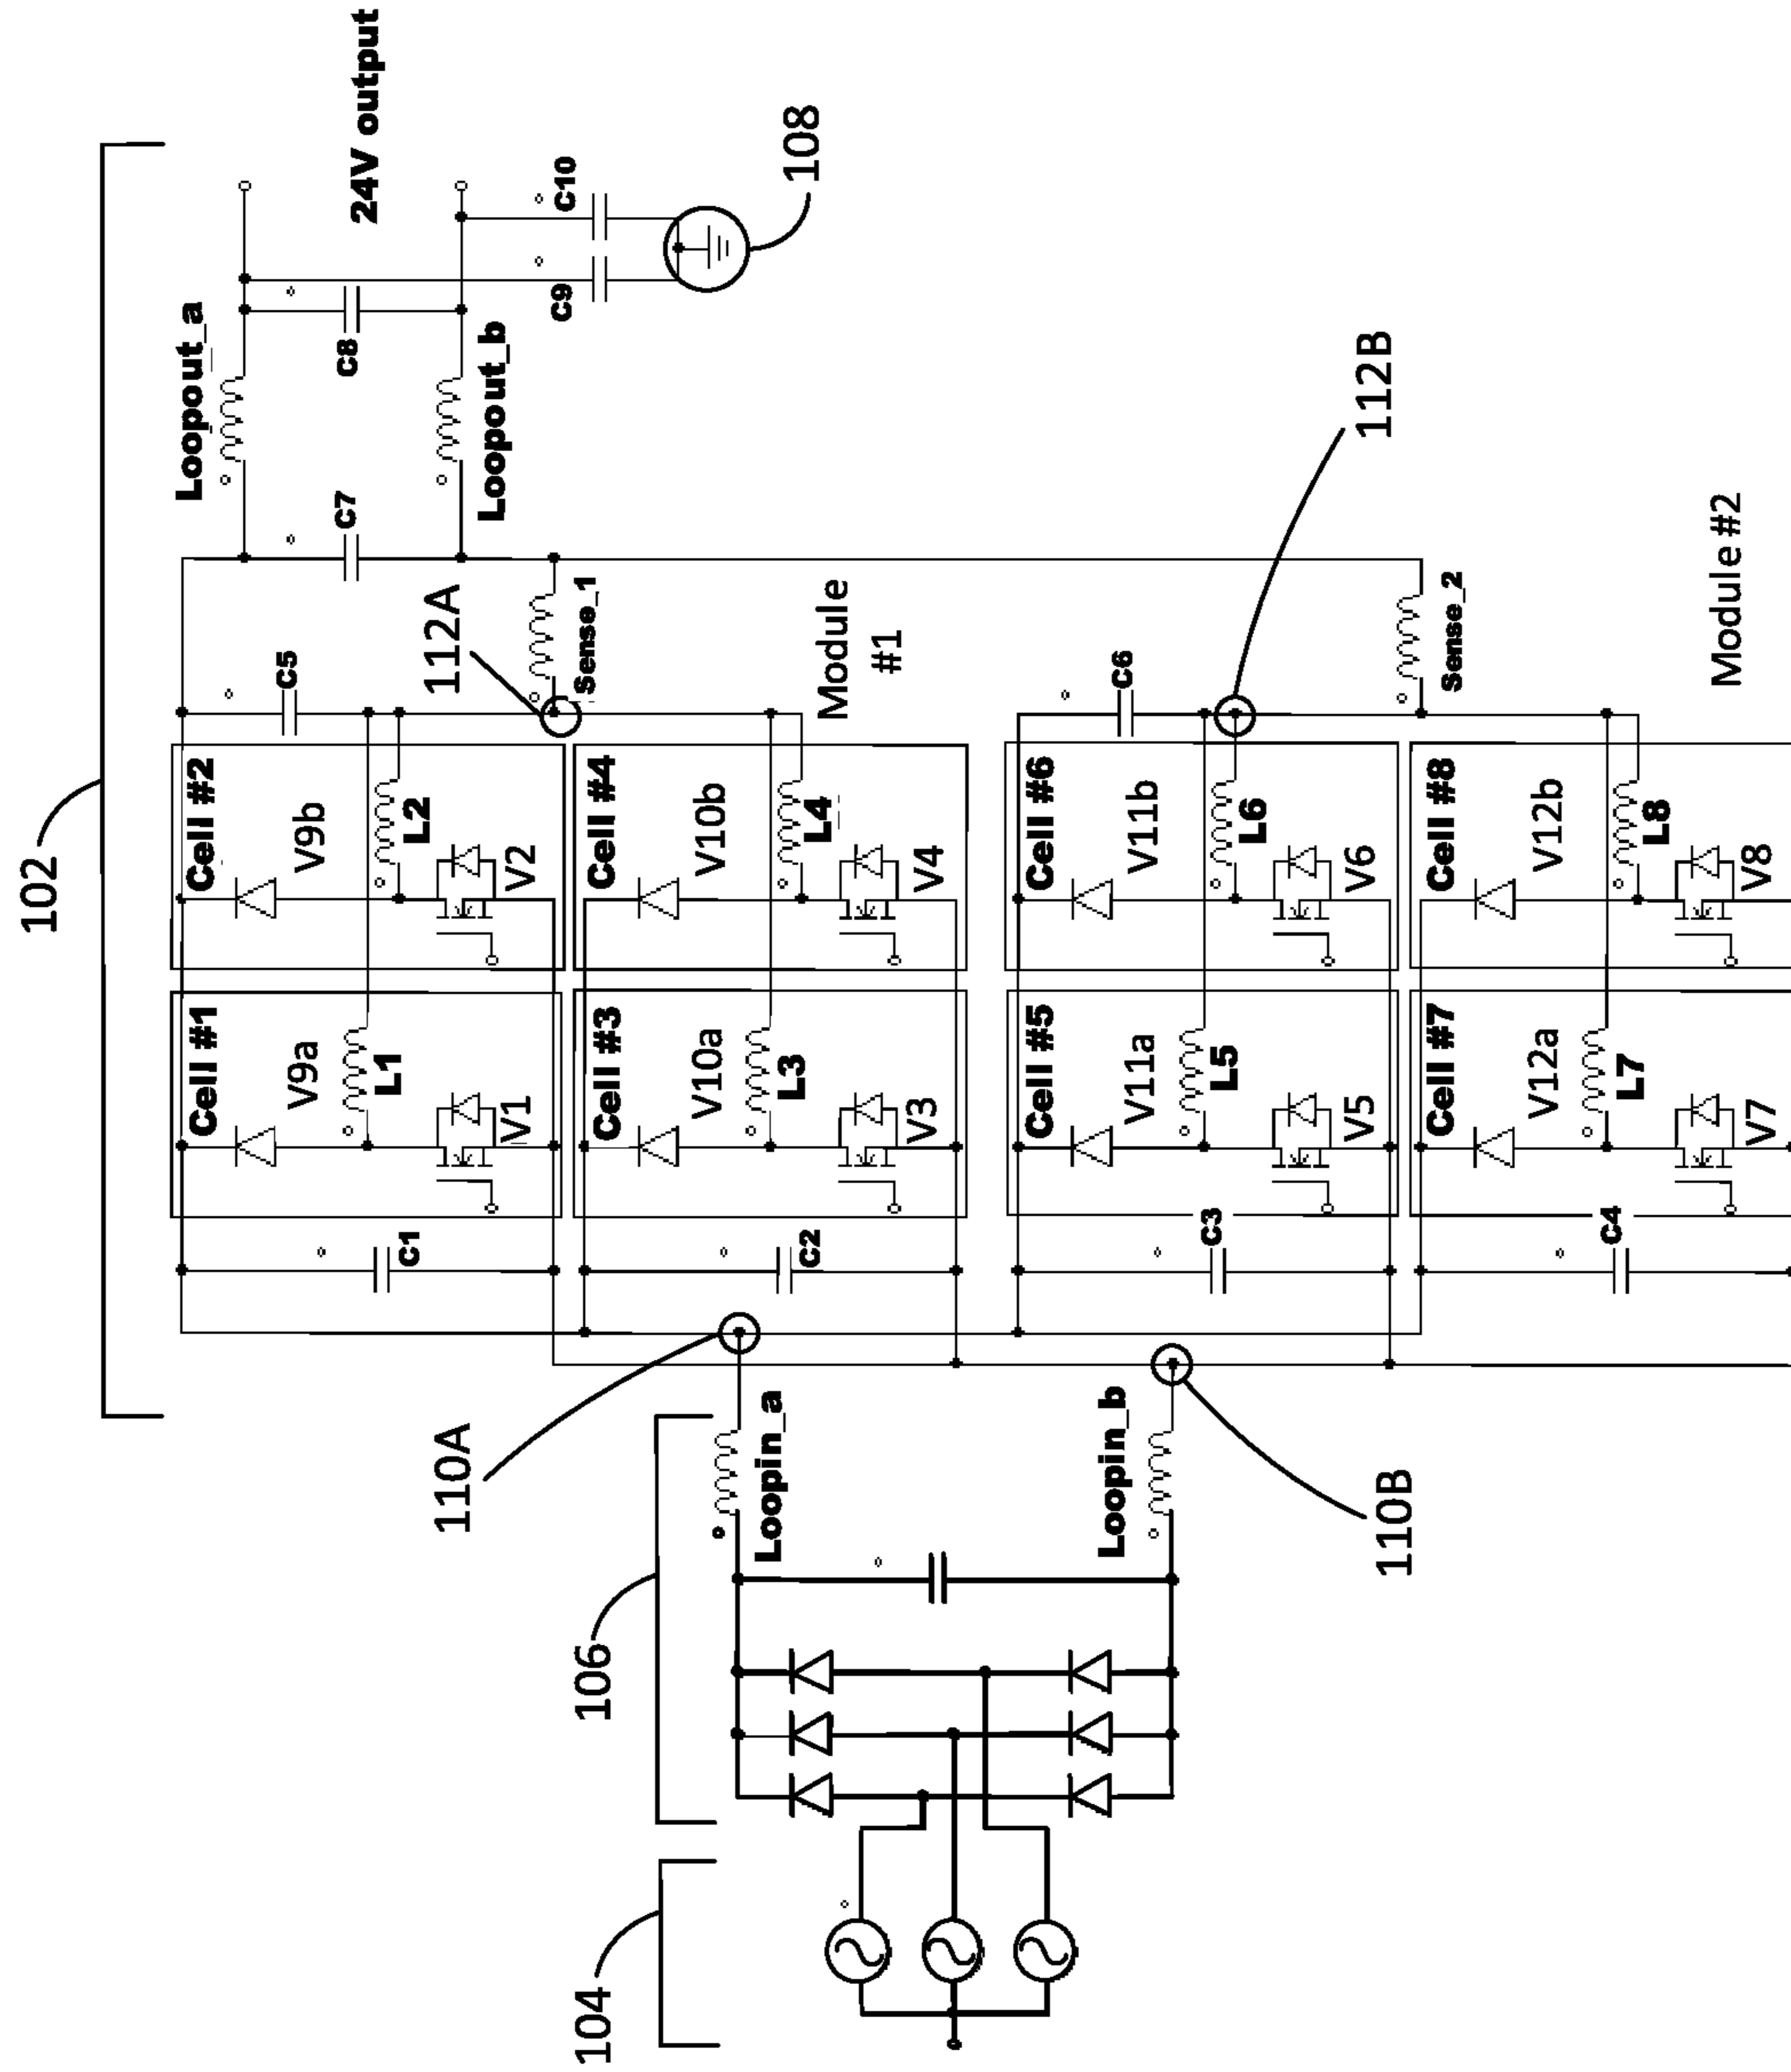 102
24V output
Loopout_a
C8
Loopout_b
C7
C9
C10
108
C5
112A
Sense_1
Module
#1
C6
112B
Sense_2
Module #2
Cell #2
V9b
L2
V2
Cell #4
V10b
L4
V4
Cell #6
V11b
L6
V6
Cell #8
V12b
L8
V8
Cell #1
V9a
L1
V1
Cell #3
V10a
L3
V3
Cell #5
V11a
L5
V5
Cell #7
V12a
L7
V7
C1
C2
C3
C4
110A
Loopin_a
Loopin_b
110B
106
104